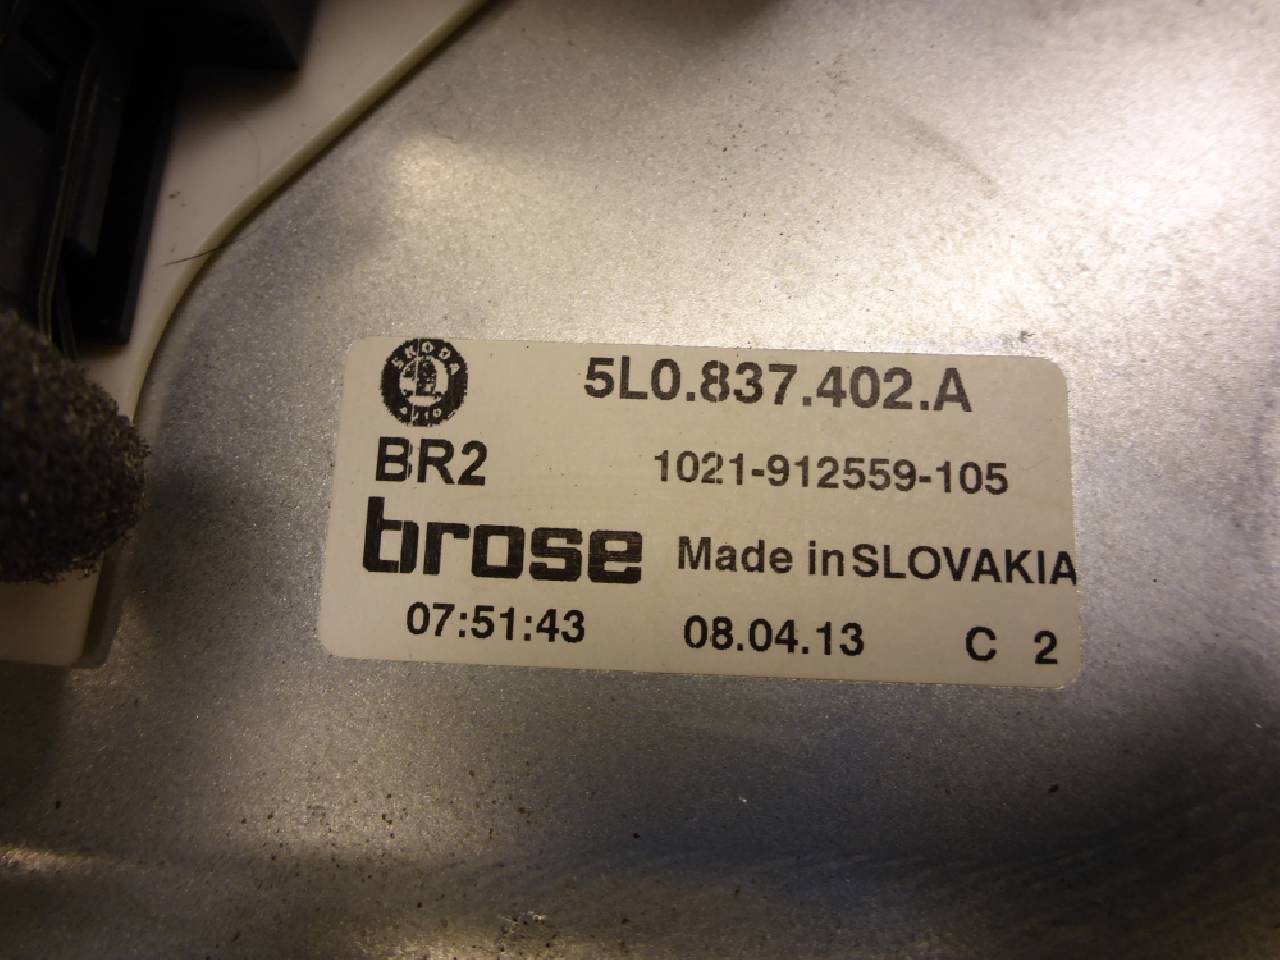 SKODA
AUTO
5L0.837.402.A
BR2
1021-912559-105
brose
Made in SLOVAKIA
07:51:43
08.04.13
C 2